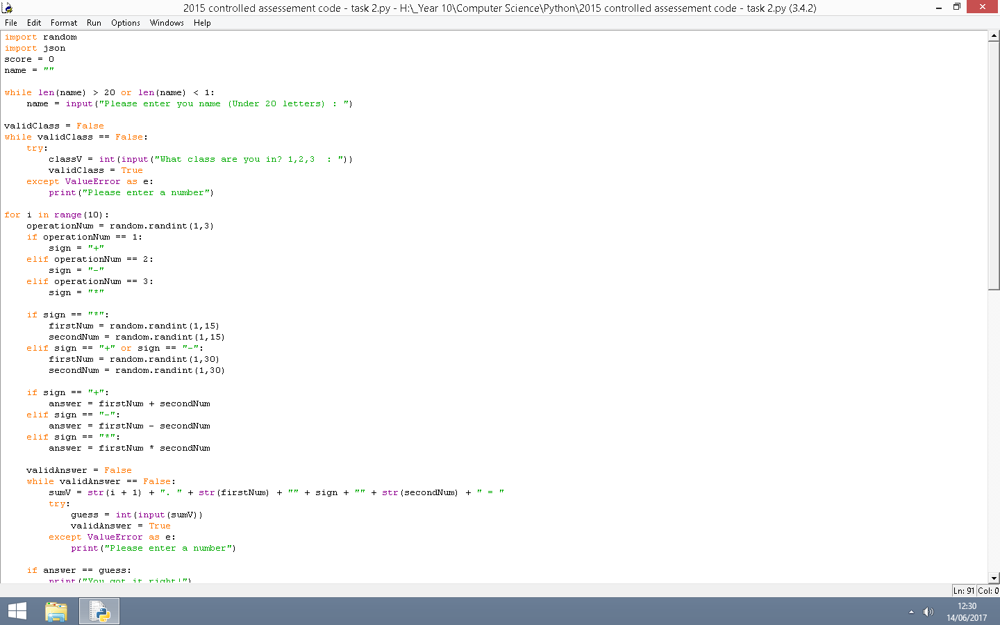 2015 controlled assessement code - task 2.py - H:\_Year 10\Computer Science\Python\2015 controlled assessement code - task 2.py (3.4.2)
File Edit Format Run Options Windows Help
import random
import json
score = 0
name = ""

while len(name) > 20 or len(name) < 1:
    name = input("Please enter you name (Under 20 letters) : ")

validClass = False
while validClass == False:
    try:
        classV = int(input("What class are you in? 1,2,3  : "))
        validClass = True
    except ValueError as e:
        print("Please enter a number")

for i in range(10):
    operationNum = random.randint(1,3)
    if operationNum == 1:
        sign = "+"
    elif operationNum == 2:
        sign = "-"
    elif operationNum == 3:
        sign = "*"

    if sign == "*":
        firstNum = random.randint(1,15)
        secondNum = random.randint(1,15)
    elif sign == "+" or sign == "-":
        firstNum = random.randint(1,30)
        secondNum = random.randint(1,30)

    if sign == "+":
        answer = firstNum + secondNum
    elif sign == "-":
        answer = firstNum - secondNum
    elif sign == "*":
        answer = firstNum * secondNum

    validAnswer = False
    while validAnswer == False:
        sumV = str(i + 1) + ". " + str(firstNum) + "" + sign + "" + str(secondNum) + " = "
        try:
            guess = int(input(sumV))
            validAnswer = True
        except ValueError as e:
            print("Please enter a number")

    if answer == guess:
        print("You got it right!")
Ln: 91 Col: 0
12:30
14/06/2017